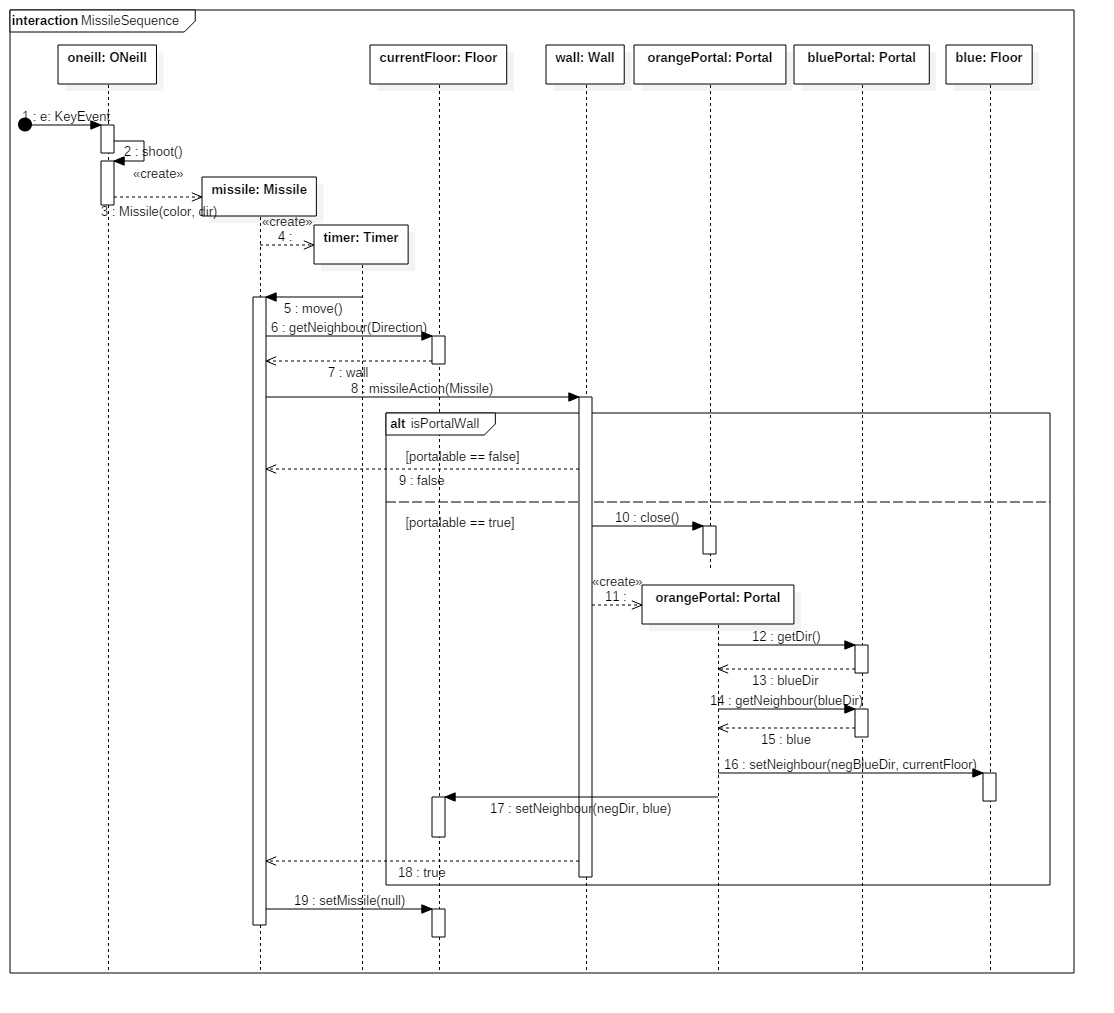 interaction MissileSequence
oneill: ONeill
currentFloor: Floor
wall: Wall
orangePortal: Portal
bluePortal: Portal
blue: Floor
1 : e: KeyEvent
2 : shoot()
«create»
missile: Missile
3 : Missile(color, dir)
«create»
4 :
timer: Timer
5 : move()
6 : getNeighbour(Direction)
7 : wall
8 : missileAction(Missile)
alt isPortalWall
[portalable == false]
9 : false
[portalable == true]
10 : close()
«create»
11 :
orangePortal: Portal
12 : getDir()
13 : blueDir
14 : getNeighbour(blueDir)
15 : blue
16 : setNeighbour(negBlueDir, currentFloor)
17 : setNeighbour(negDir, blue)
18 : true
19 : setMissile(null)